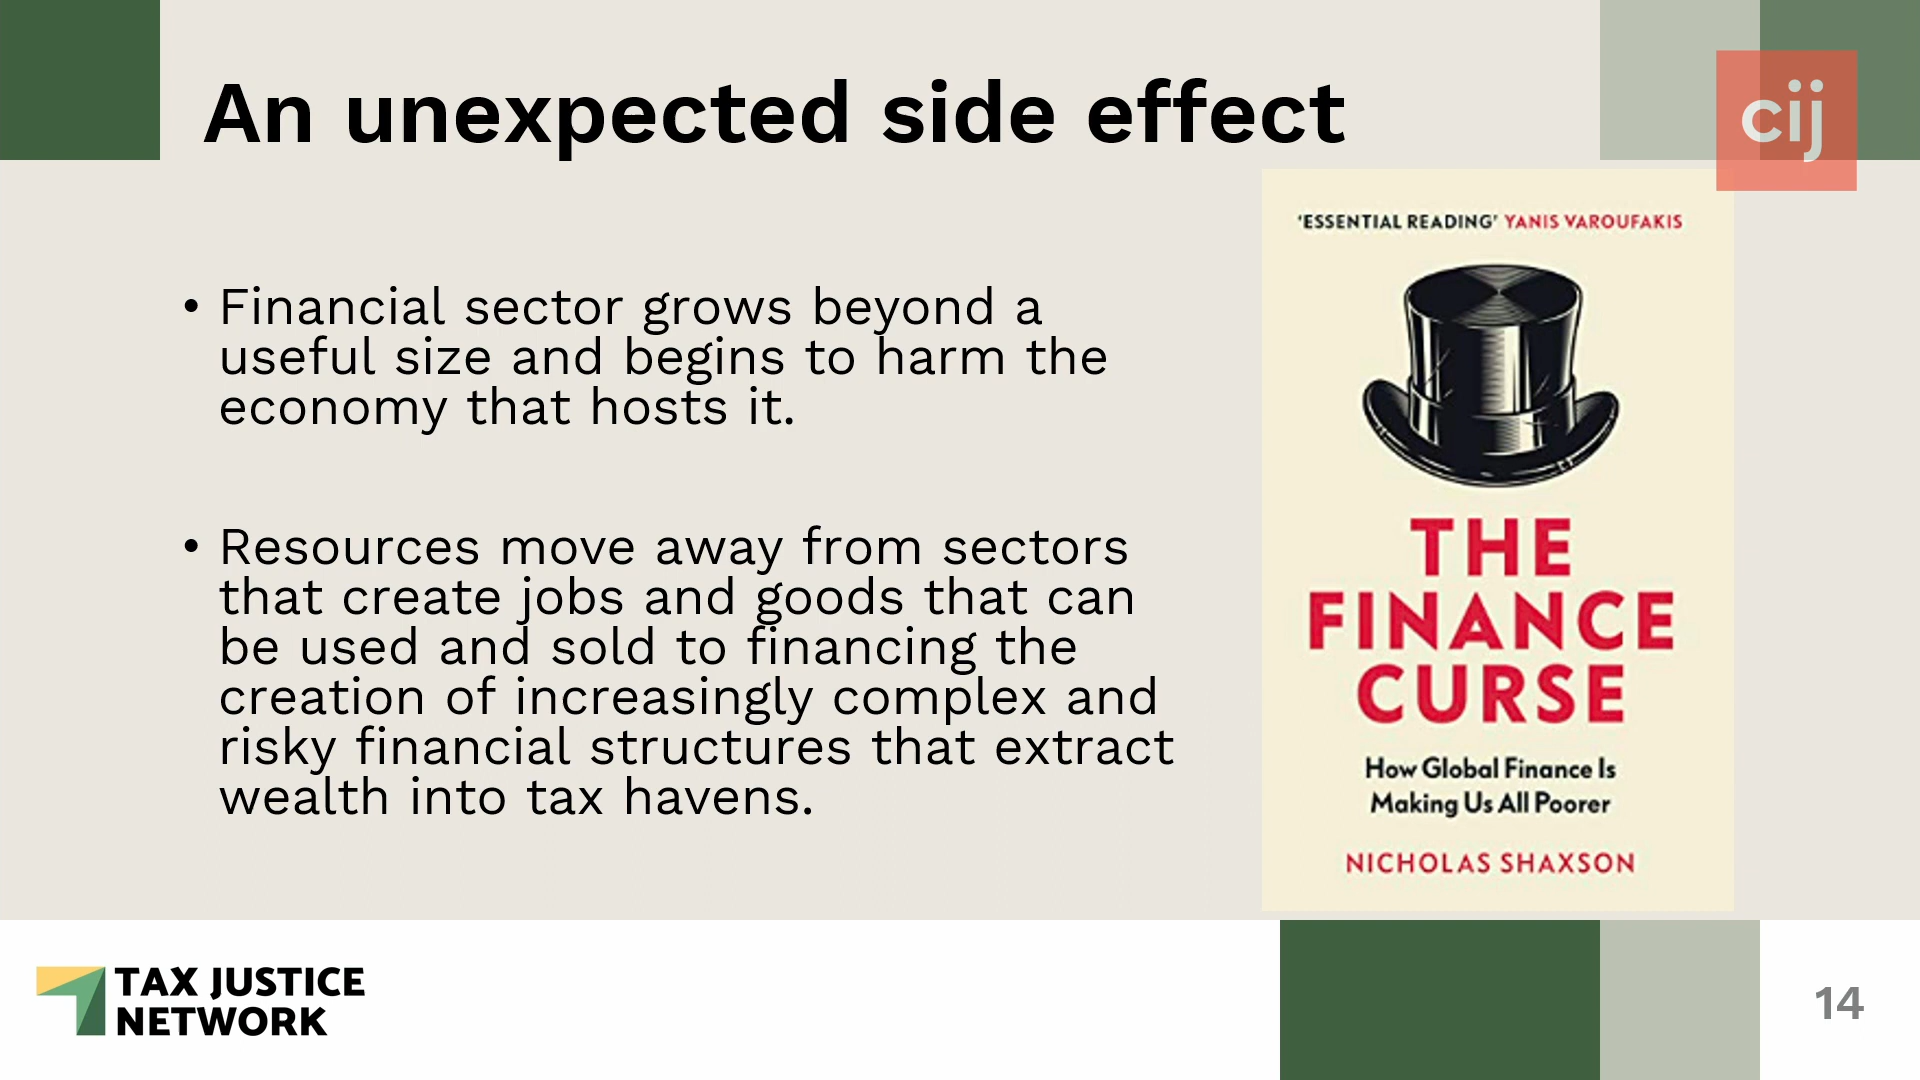 An unexpected side effect
cij
• Financial sector grows beyond a
useful size and begins to harm the
economy that hosts it.
• Resources move away from sectors
that create jobs and goods that can
be used and sold to financing the
creation of increasingly complex and
risky financial structures that extract
wealth into tax havens.
'ESSENTIAL READING' YANIS VAROUFAKIS
THE
FINANCE
CURSE
How Global Finance Is
Making Us All Poorer
NICHOLAS SHAXSON
TAX JUSTICE
NETWORK
14